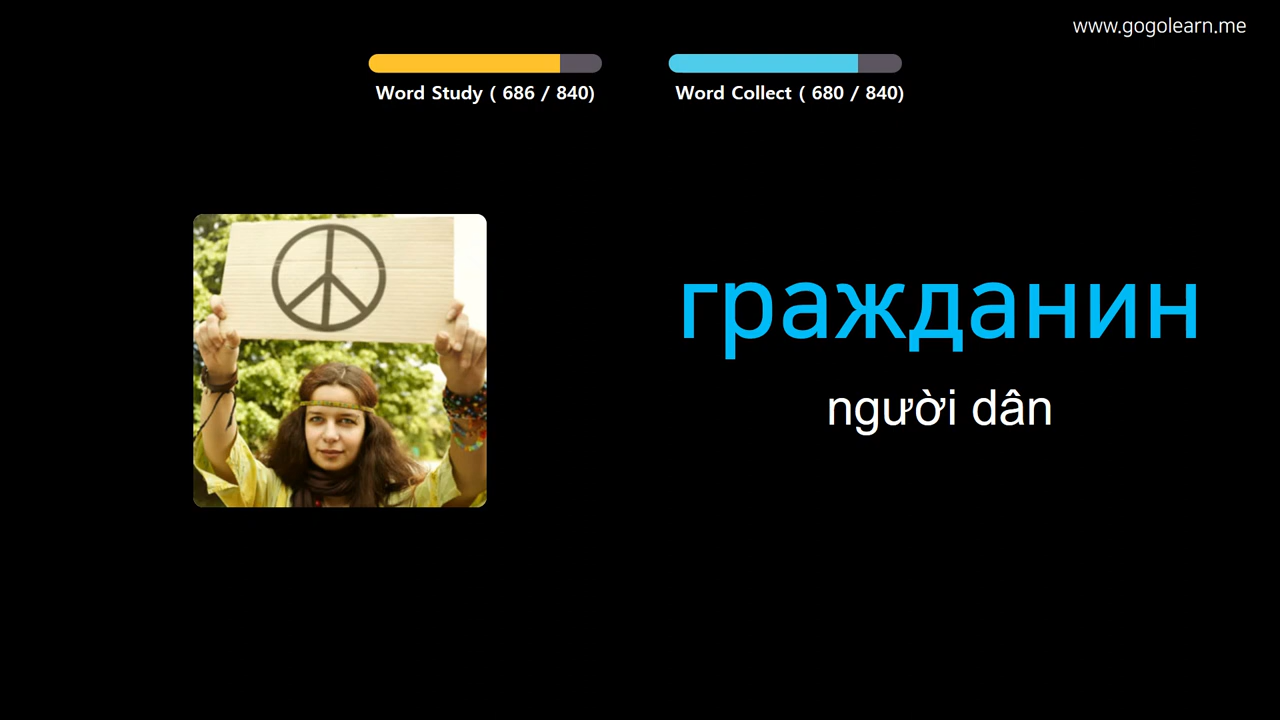 www.gogolearn.me
Word Study ( 686 / 840)
Word Collect ( 680 / 840)
гражданин
người dân